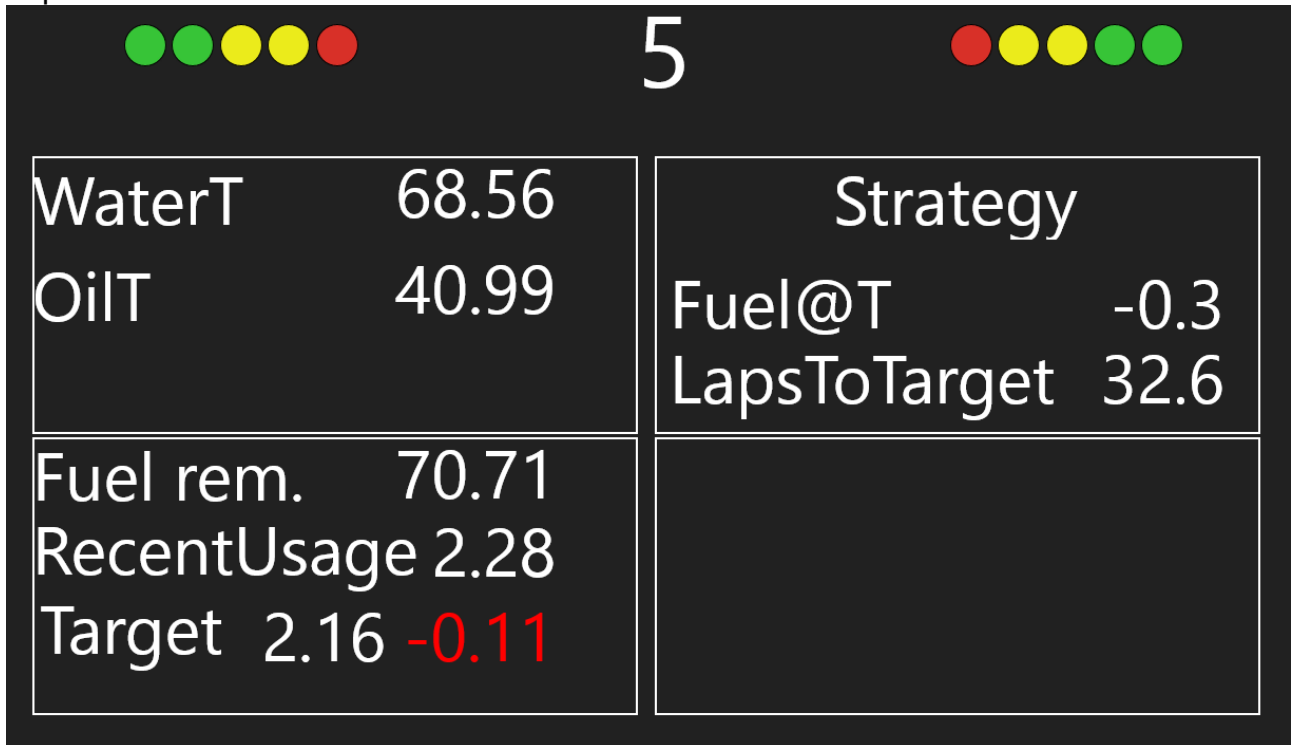 5
WaterT 68.56
OilT 40.99
Strategy
Fuel@T -0.3
LapsToTarget 32.6
Fuel rem. 70.71
RecentUsage 2.28
Target 2.16 -0.11